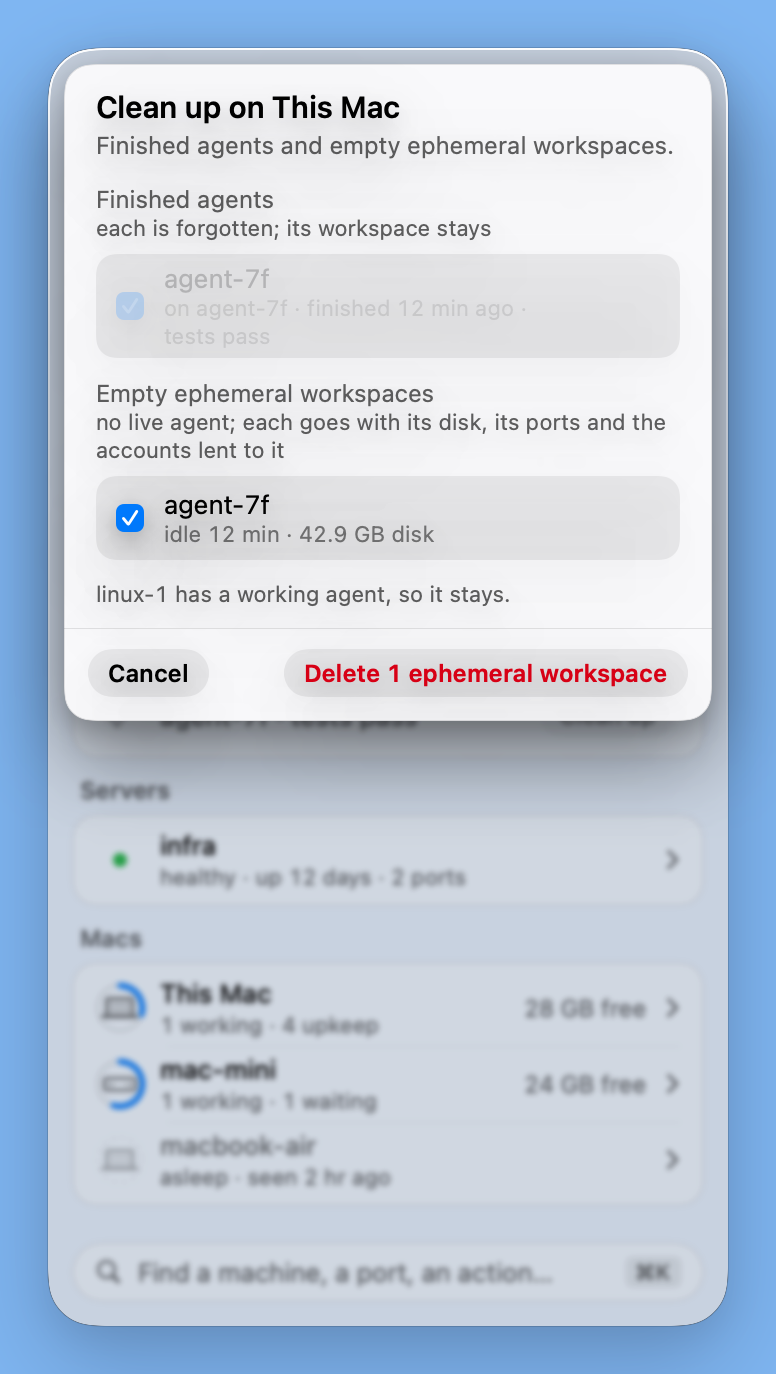 Clean up on This Mac
Finished agents and empty ephemeral workspaces.
Finished agents
each is forgotten; its workspace stays
agent-7f
on agent-7f · finished 12 min ago ·
tests pass
Empty ephemeral workspaces
no live agent; each goes with its disk, its ports and the
accounts lent to it
agent-7f
idle 12 min · 42.9 GB disk
linux-1 has a working agent, so it stays.
Cancel
Delete 1 ephemeral workspace
Servers
infra
healthy · up 12 days · 2 ports
Macs
This Mac
1 working · 4 upkeep
28 GB free
mac-mini
1 working · 1 waiting
24 GB free
macbook-air
asleep · seen 2 hr ago
Find a machine, a port, an action...
⌘K